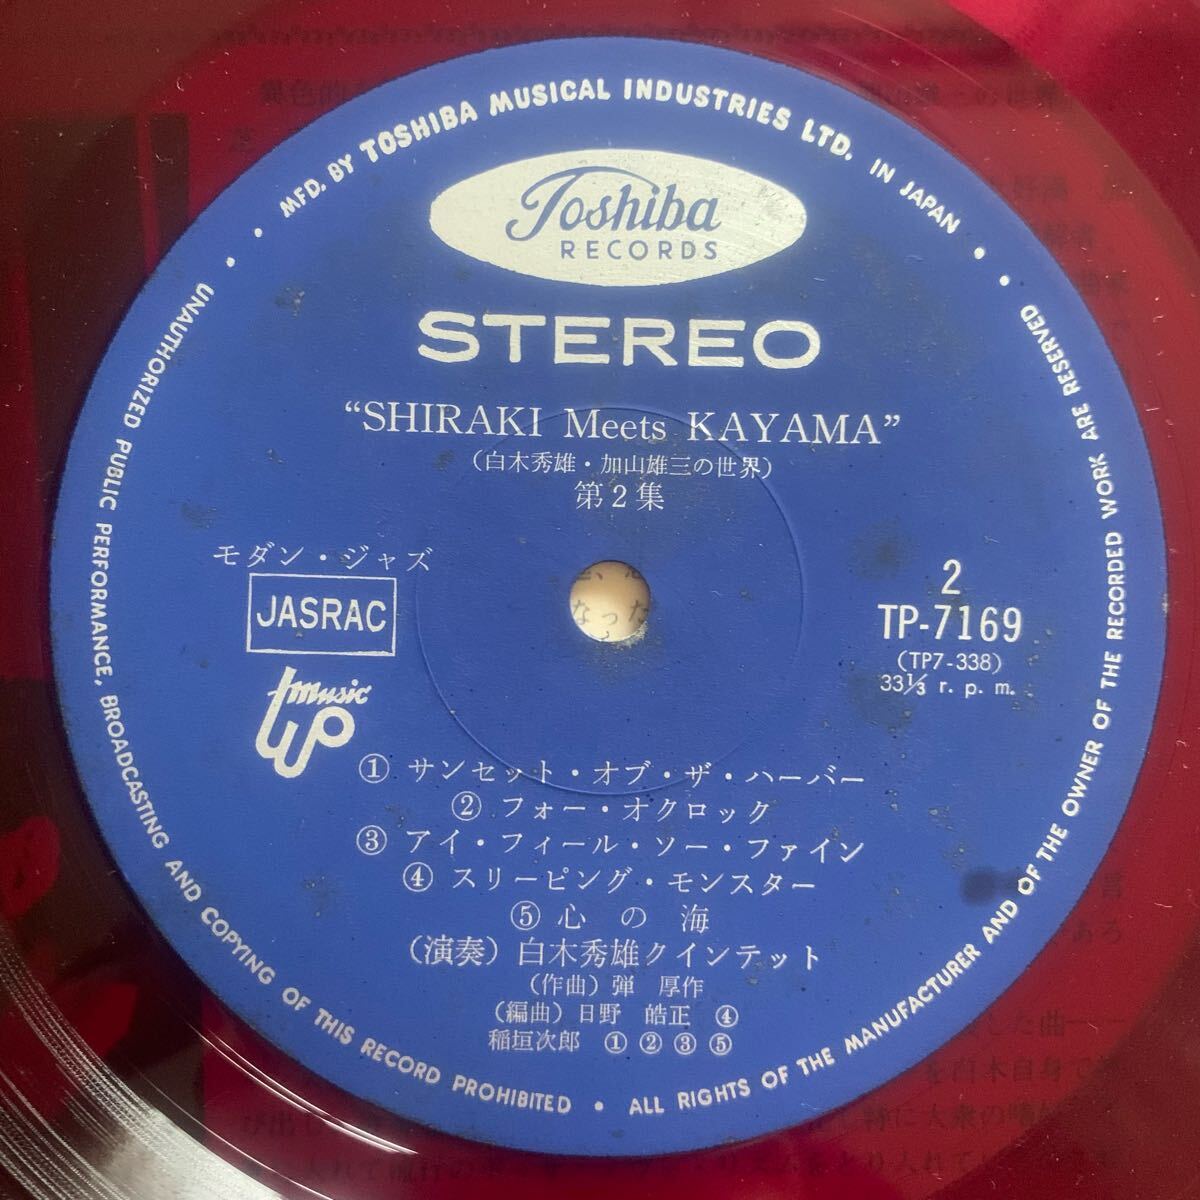 MFD. BY TOSHIBA MUSICAL INDUSTRIES LTD. IN JAPAN •
• ALL RIGHTS OF THE MANUFACTURER AND OF THE OWNER OF THE RECORDED WORK ARE RESERVED •
UNAUTHORIZED PUBLIC PERFORMANCE, BROADCASTING AND COPYING OF THIS RECORD PROHIBITED
Toshiba
RECORDS
STEREO
“SHIRAKI Meets KAYAMA”
(白木秀雄・加山雄三の世界)
第2集
モダン・ジャズ
JASRAC
music
up
2
TP-7169
(TP7-338)
33⅓ r. p. m.
① サンセット・オブ・ザ・ハーバー
② フォー・オクロック
③ アイ・フィール・ソー・ファイン
④ スリーピング・モンスター
⑤ 心の海
(演奏) 白木秀雄クインテット
(作曲) 弾 厚作
(編曲) 日野 皓正 ④
稲垣次郎 ①②③⑤